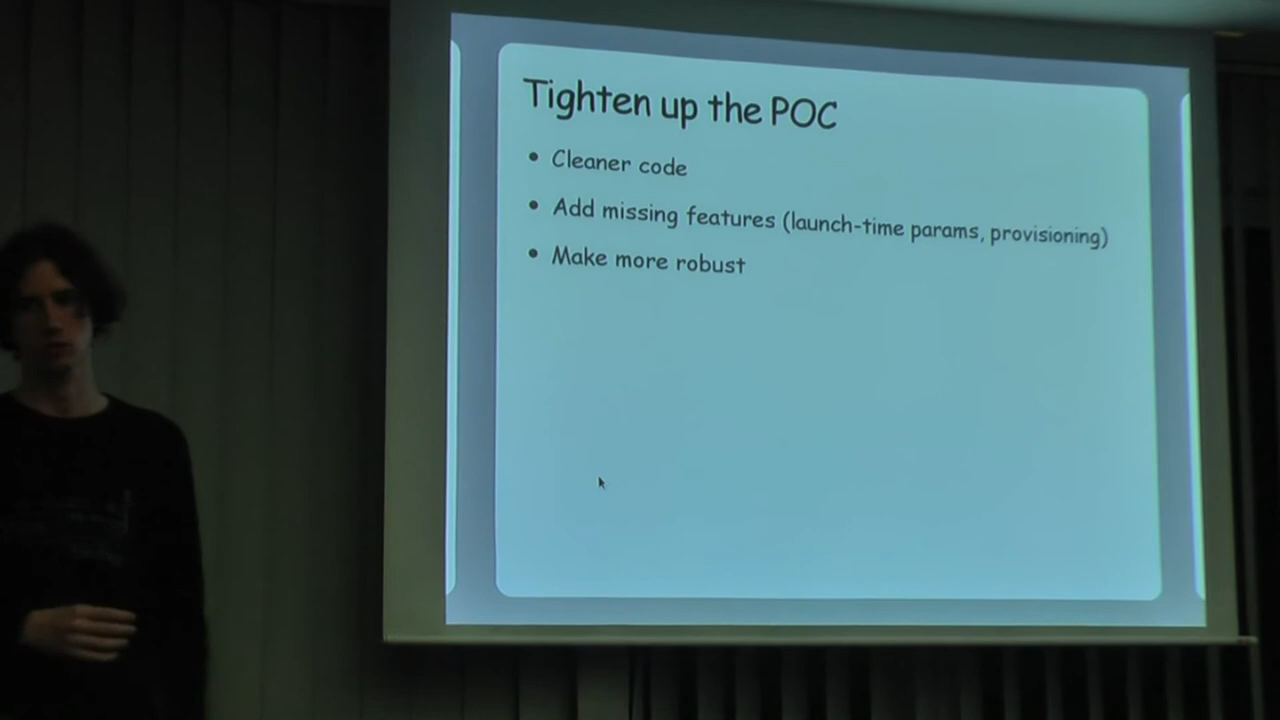 Tighten up the POC
• Cleaner code
• Add missing features (launch-time params, provisioning)
• Make more robust